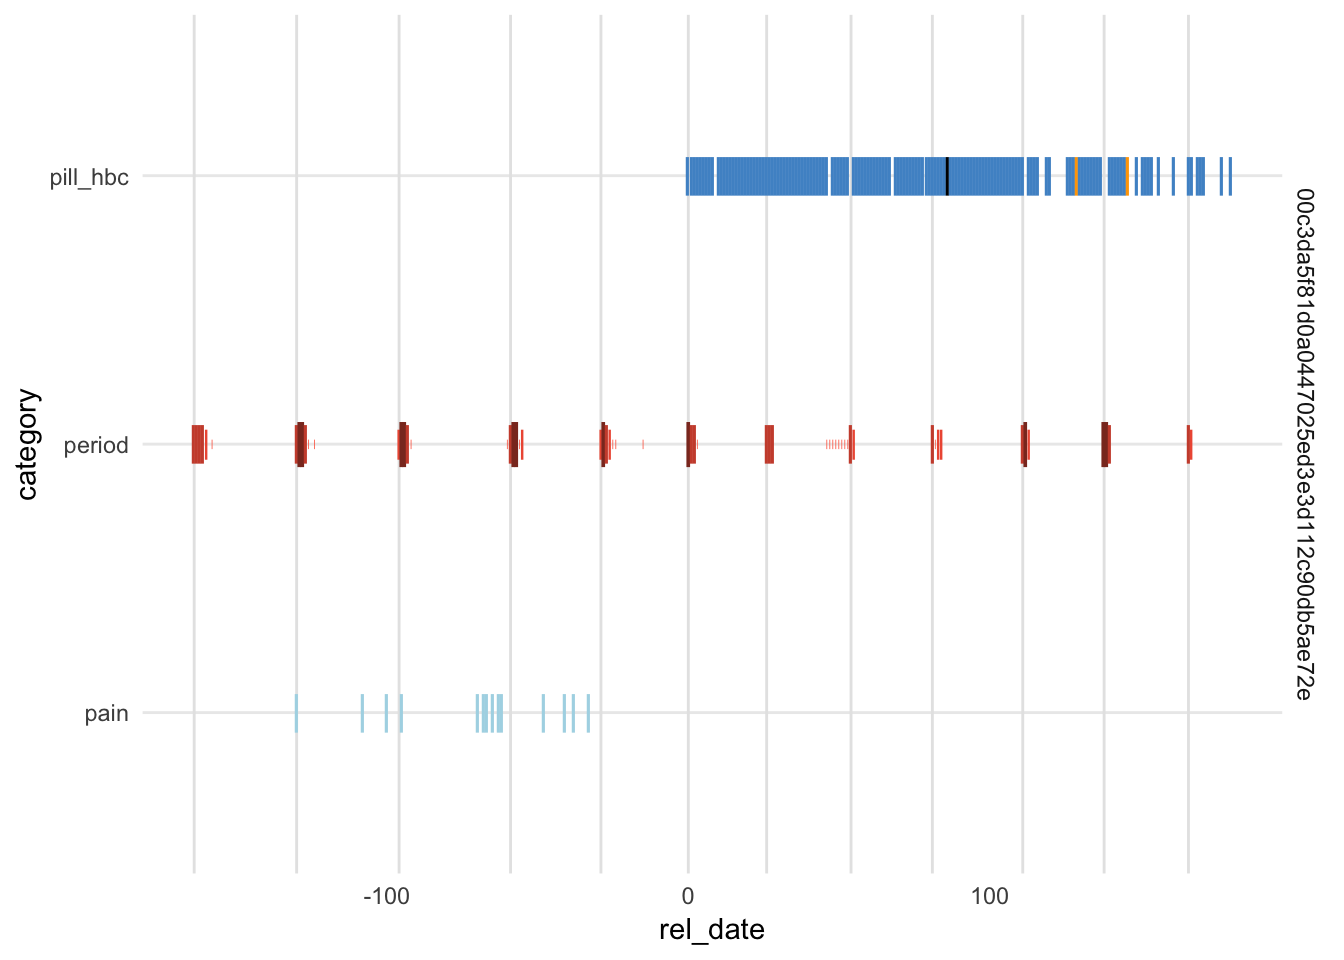 pill_hbc
period
pain
category
-100
0
100
rel_date
00c3da5f81d0a0447025ed3e3d112c90db5ae72e